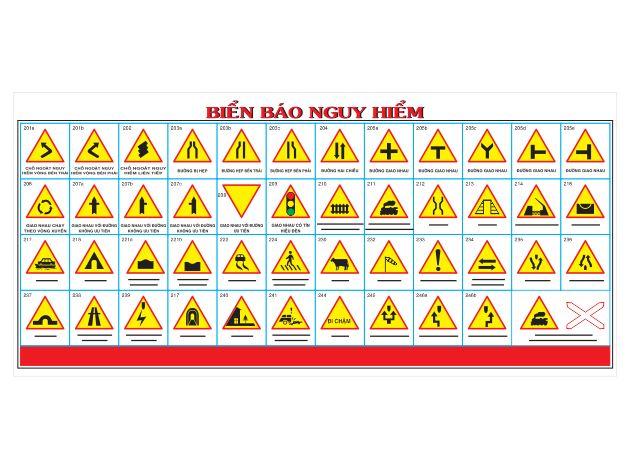 BIỂN BÁO NGUY HIỂM
201a 201b 202 203a 203b 203c 204 205a 205b 205c 205d 205e
CHỖ NGOẶT NGUY HIỂM VÒNG BÊN TRÁI
CHỖ NGOẶT NGUY HIỂM VÒNG BÊN PHẢI
CHỖ NGOẶT NGUY HIỂM LIÊN TIẾP
ĐƯỜNG BỊ HẸP
ĐƯỜNG HẸP BÊN TRÁI
ĐƯỜNG HẸP BÊN PHẢI
ĐƯỜNG HAI CHIỀU
ĐƯỜNG GIAO NHAU
ĐƯỜNG GIAO NHAU
ĐƯỜNG GIAO NHAU
ĐƯỜNG GIAO NHAU
ĐƯỜNG GIAO NHAU
206 207a 207b 207c 208 209 210 211 212 213 214
GIAO NHAU CHẠY THEO VÒNG XUYẾN
GIAO NHAU VỚI ĐƯỜNG KHÔNG ƯU TIÊN
GIAO NHAU VỚI ĐƯỜNG KHÔNG ƯU TIÊN
GIAO NHAU VỚI ĐƯỜNG KHÔNG ƯU TIÊN
GIAO NHAU VỚI ĐƯỜNG ƯU TIÊN
GIAO NHAU CÓ TÍN HIỆU ĐÈN
217 218 221a 221b 222 224 230 232 233 234 235 236
237 238 239 217 240 241 244 245 246a 246b
ĐI CHẬM